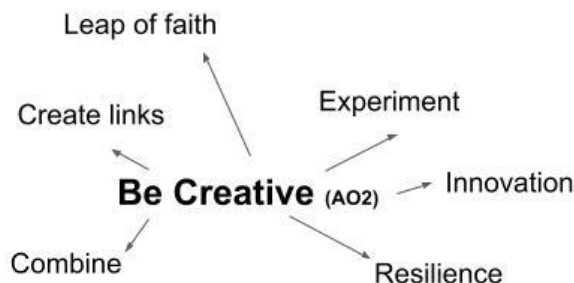 Leap of faith
Experiment
Create links
Be Creative (AO2)
Innovation
Combine
Resilience